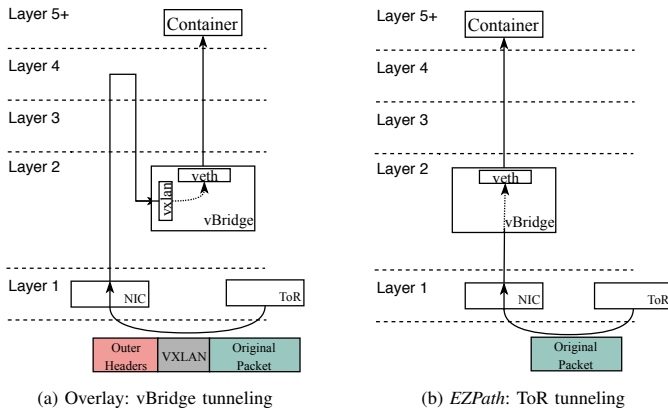 Layer 5+
Container
Layer 4
Layer 3
Layer 2
veth
vxlan
vBridge
Layer 1
NIC
ToR
Outer
Headers
VXLAN
Original
Packet
(a) Overlay: vBridge tunneling
Layer 5+
Container
Layer 4
Layer 3
Layer 2
veth
vBridge
Layer 1
NIC
ToR
Original
Packet
(b) EZPath: ToR tunneling